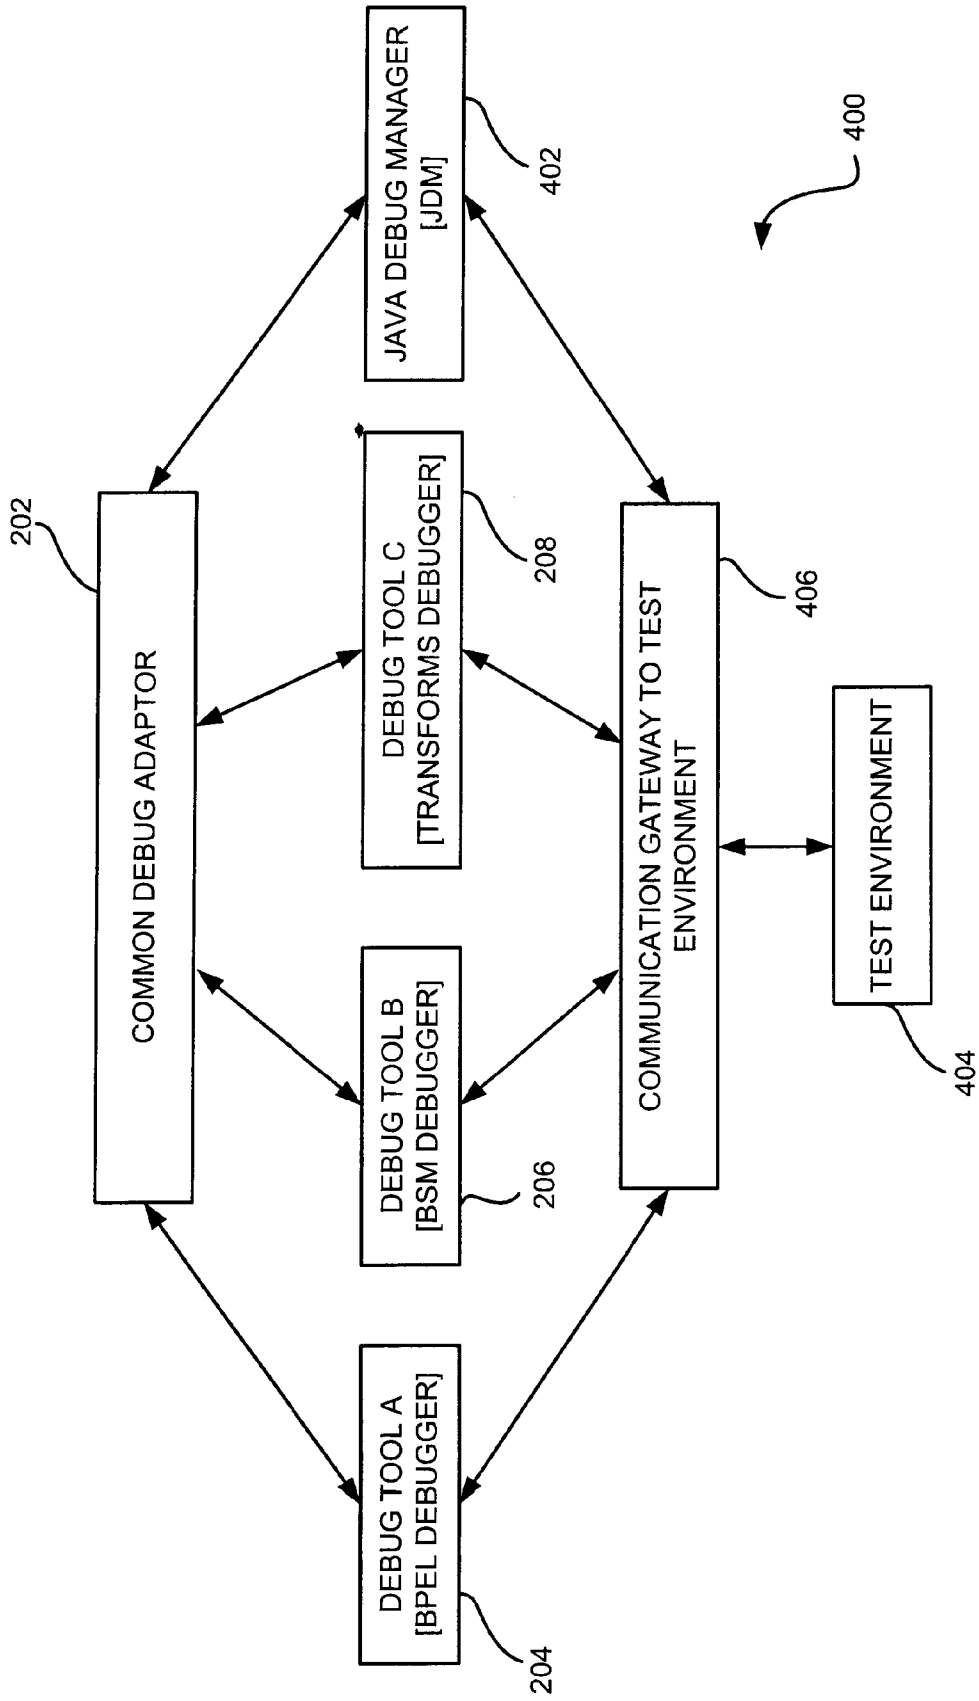 202
COMMON DEBUG ADAPTOR
DEBUG TOOL A
[BPEL DEBUGGER]
204
DEBUG TOOL B
[BSM DEBUGGER]
206
DEBUG TOOL C
[TRANSFORMS DEBUGGER]
208
JAVA DEBUG MANAGER
[JDM]
402
COMMUNICATION GATEWAY TO TEST
ENVIRONMENT
406
TEST ENVIRONMENT
404
400